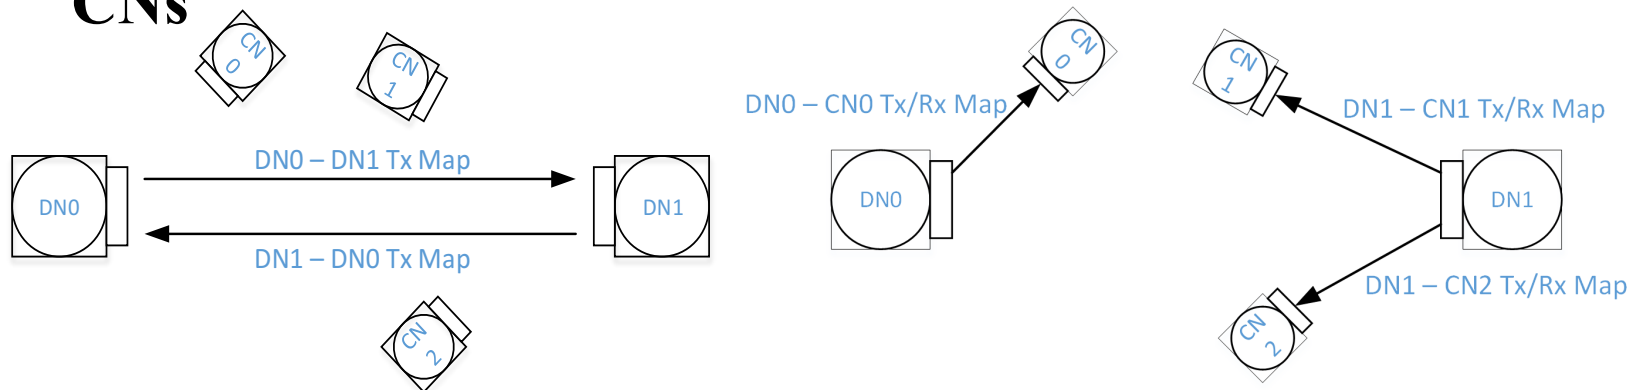 CNs
CN
0
CN
1
DN0 – DN1 Tx Map
DN0
DN1
DN1 – DN0 Tx Map
CN
2
CN
0
DN0 – CN0 Tx/Rx Map
DN0
CN
1
DN1 – CN1 Tx/Rx Map
DN1
DN1 – CN2 Tx/Rx Map
CN
2